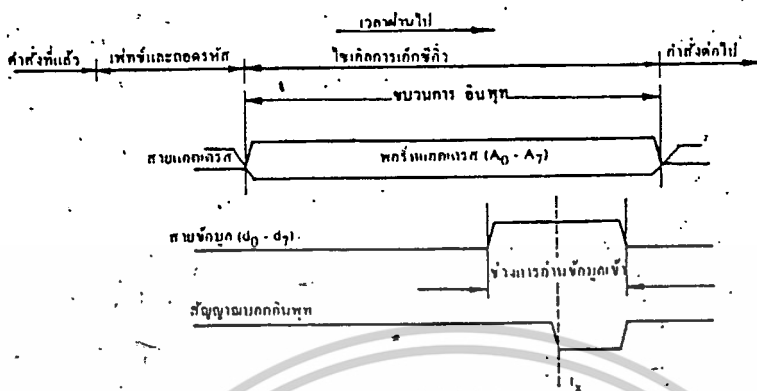 เวลาผ่านไป
คำสั่งที่แล้ว เฟทช์และถอดรหัส ไซเคิลการเอ็กซีคิ้ว คำสั่งต่อไป
ขบวนการ อินพุท
สายแอดเดรส พอร์ทแอดเดรส (A₀ - A₇)
สายข้อมูล (d₀ - d₇)
ช่วงการอ่านข้อมูลเข้า
สัญญาณบอกอินพุท
tₓ